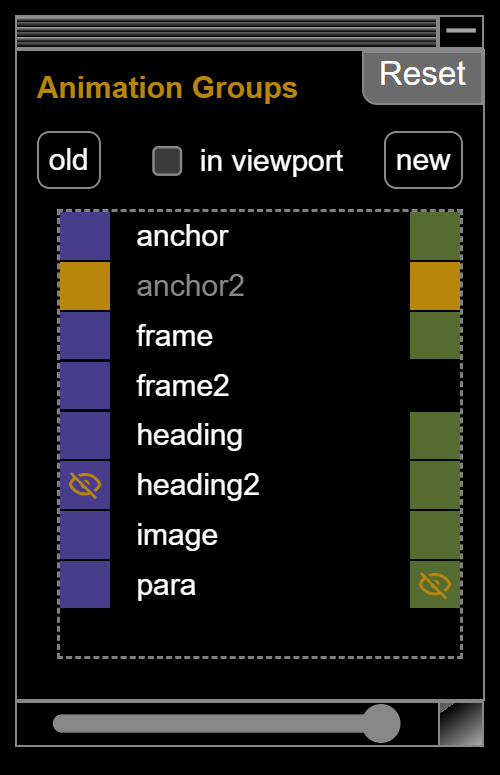 Reset
Animation Groups
old in viewport new
anchor
anchor2
frame
frame2
heading
heading2
image
para